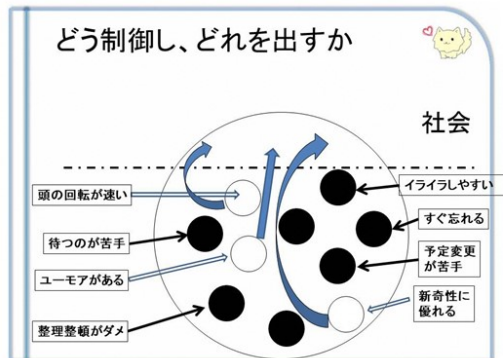 どう制御し、どれを出すか
社会
頭の回転が速い
待つのが苦手
ユーモアがある
整理整頓がダメ
イライラしやすい
すぐ忘れる
予定変更
が苦手
新奇性に
優れる